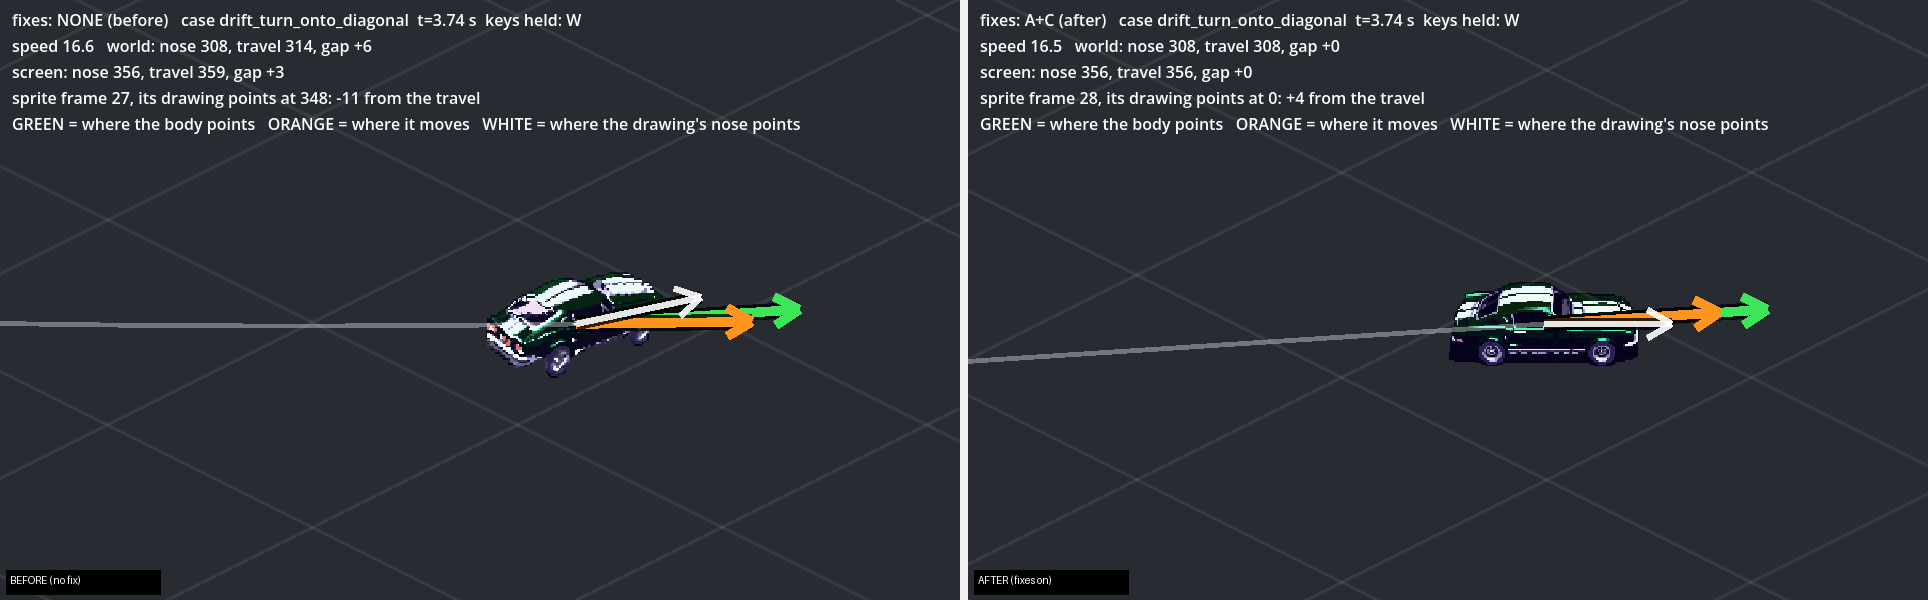 fixes: NONE (before)   case drift_turn_onto_diagonal  t=3.74 s  keys held: W
speed 16.6   world: nose 308, travel 314, gap +6
screen: nose 356, travel 359, gap +3
sprite frame 27, its drawing points at 348: -11 from the travel
GREEN = where the body points   ORANGE = where it moves   WHITE = where the drawing's nose points
BEFORE (no fix)
fixes: A+C (after)   case drift_turn_onto_diagonal  t=3.74 s  keys held: W
speed 16.5   world: nose 308, travel 308, gap +0
screen: nose 356, travel 356, gap +0
sprite frame 28, its drawing points at 0: +4 from the travel
GREEN = where the body points   ORANGE = where it moves   WHITE = where the drawing's nose points
AFTER (fixes on)